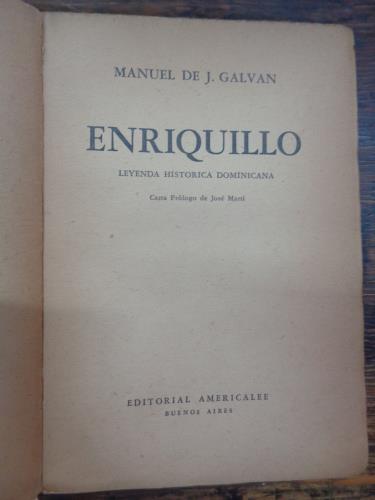 MANUEL DE J. GALVAN
ENRIQUILLO
LEYENDA HISTORICA DOMINICANA
Carta Prólogo de José Martí
EDITORIAL AMERICALEE
BUENOS AIRES